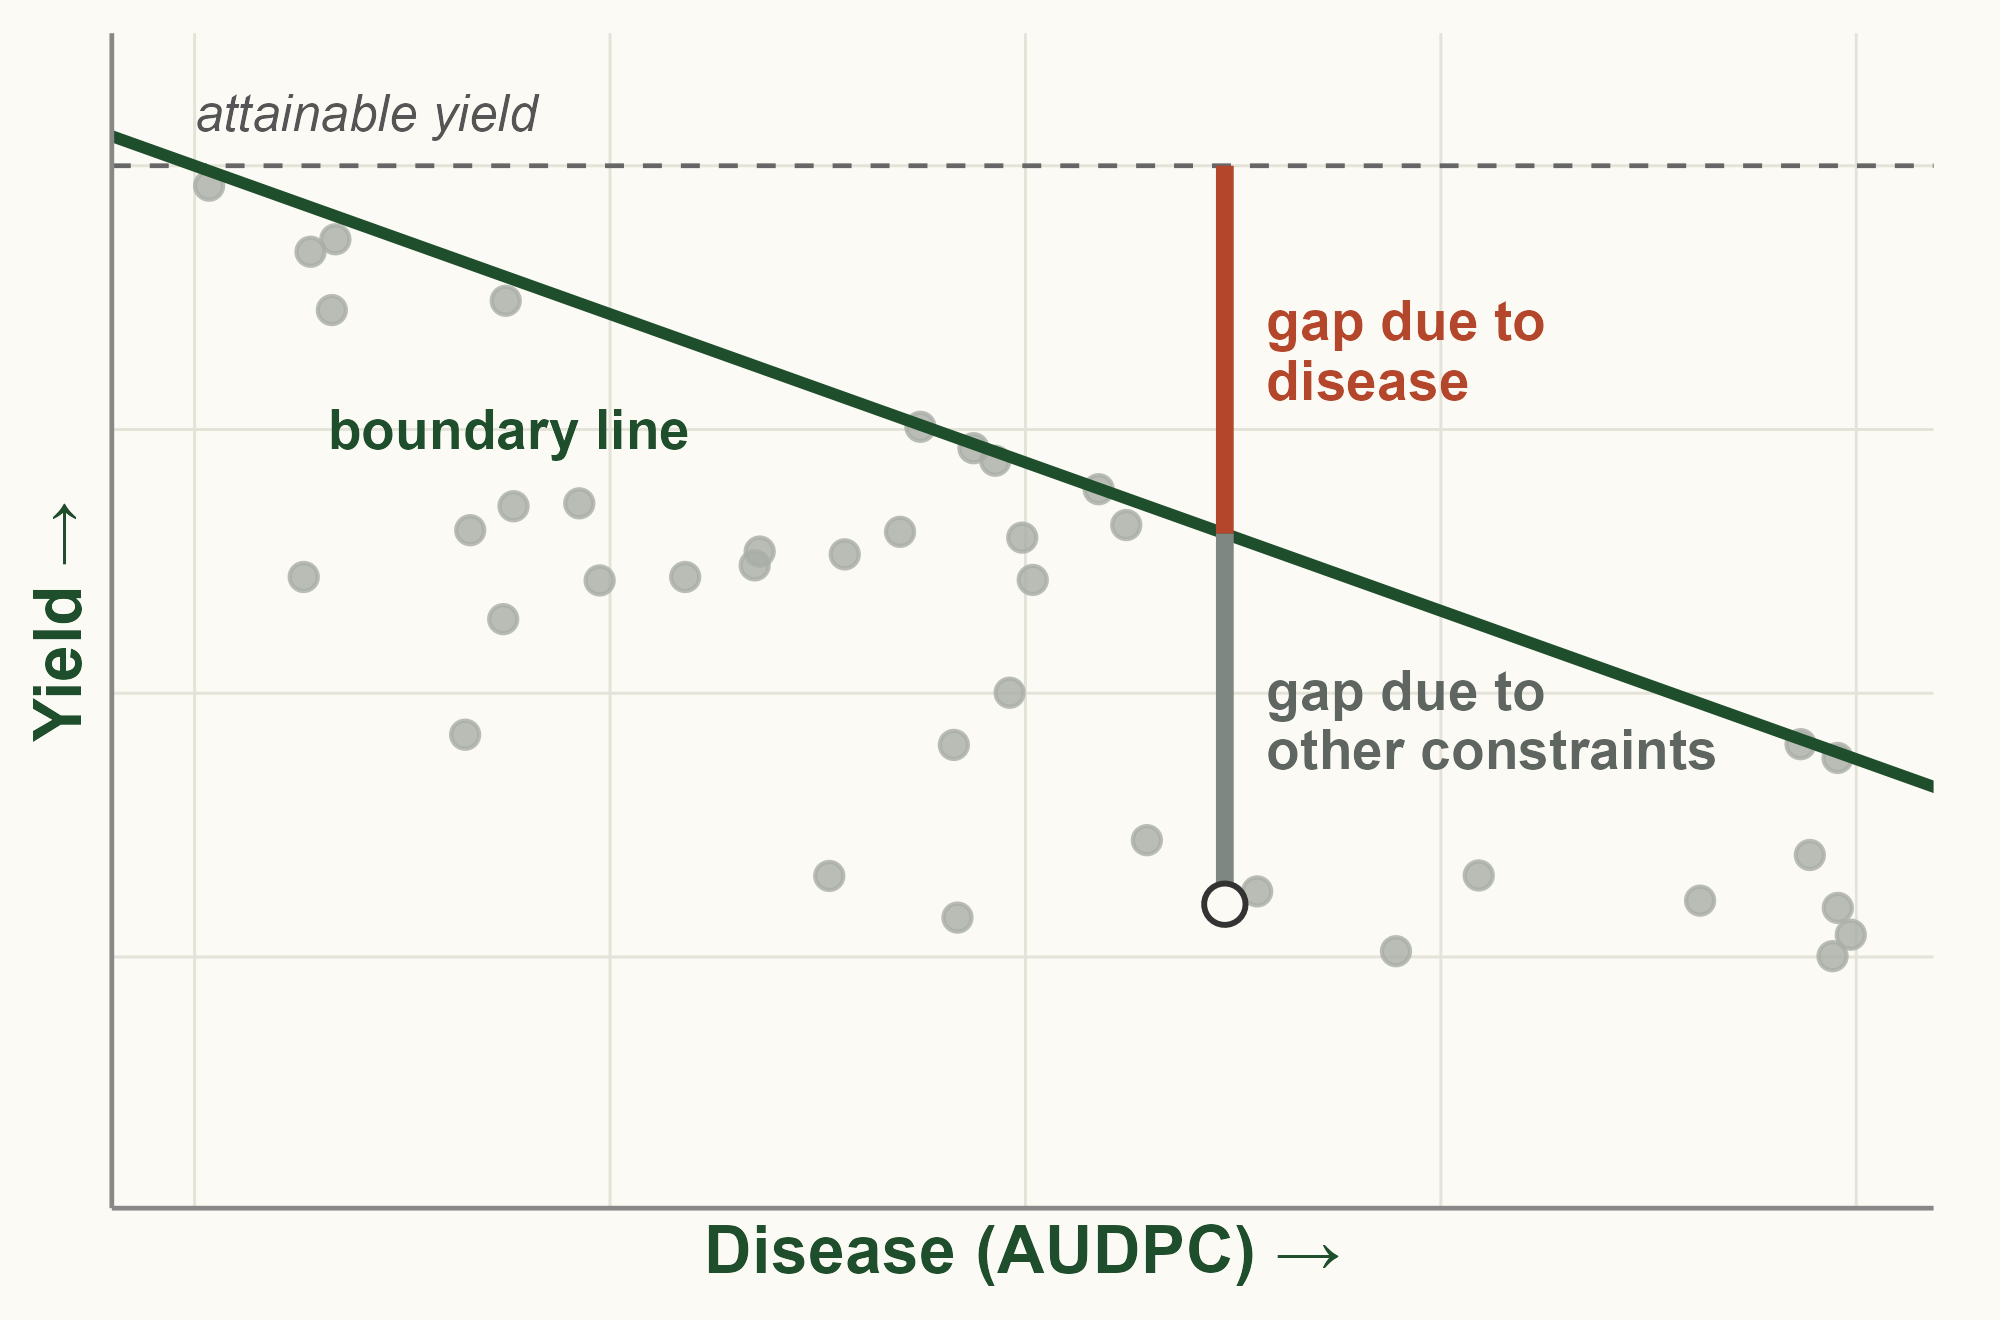 attainable yield
gap due to
disease
boundary line
gap due to
other constraints
Yield →
Disease (AUDPC) →